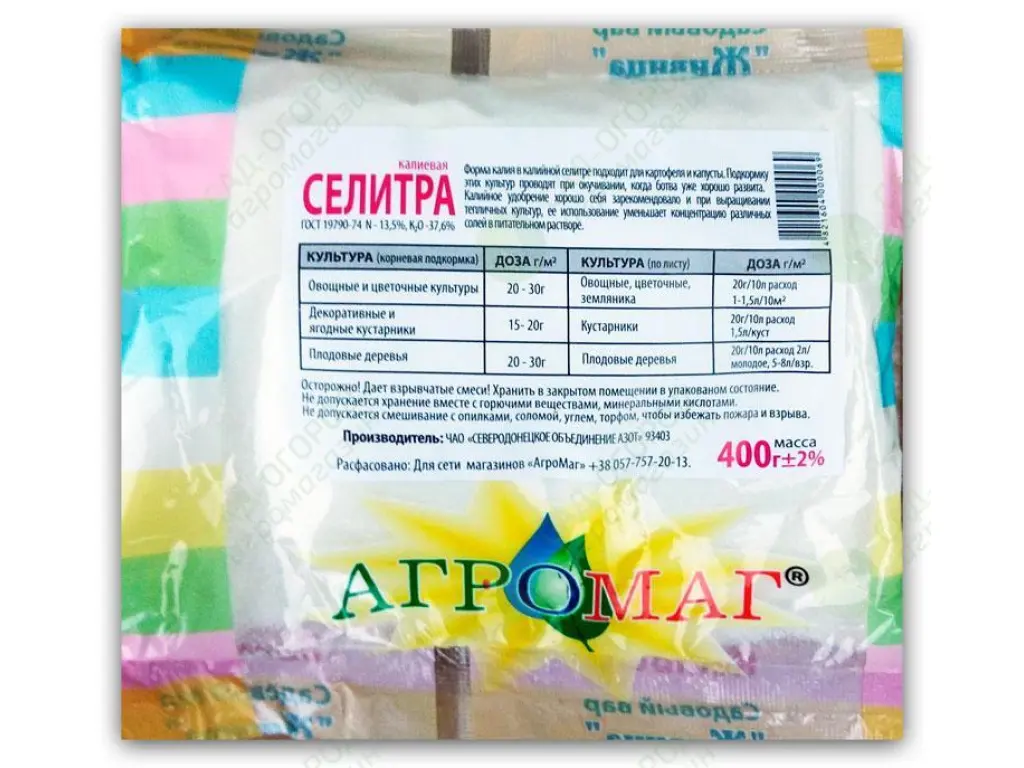 Садовый вар
"Живица"
калиевая
СЕЛИТРА
ГОСТ 19790-74 N - 13,5%, K₂O -37,6%
Форма калия в калийной селитре подходит для картофеля и капусты. Подкормку
этих культур проводят при окучивании, когда ботва уже хорошо развита.
Калийное удобрение хорошо себя зарекомендовало и при выращивании
тепличных культур, ее использование уменьшает концентрацию различных
солей в питательном растворе.
КУЛЬТУРА (корневая подкормка) ДОЗА г/м² КУЛЬТУРА (по листу) ДОЗА г/м²
Овощные и цветочные культуры 20 - 30г Овощные, цветочные, земляника 20г/10л расход 1-1,5л/10м²
Декоративные и ягодные кустарники 15- 20г Кустарники 20г/10л расход 1,5л/куст
Плодовые деревья 20 - 30г Плодовые деревья 20г/10л расход 2л/ молодое, 5-8л/взр.
Осторожно! Дает взрывчатые смеси! Хранить в закрытом помещении в упакованом состояние.
Не допускается хранение вместе с горючими веществами, минеральными кислотами.
Не допускается смешивание с опилками, соломой, углем, торфом, чтобы избежать пожара и взрыва.
Производитель: ЧАО «СЕВЕРОДОНЕЦКОЕ ОБЪЕДИНЕНИЕ АЗОТ» 93403
Расфасовано: Для сети магазинов «АгроМаг» +38 057-757-20-13.
масса
400г±2%
АГРОМАГ®
Садовый вар